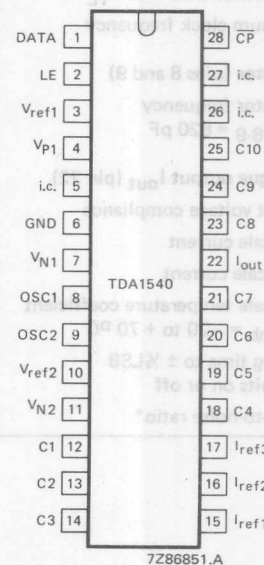 DATA 1 28 CP
LE 2 27 i.c.
Vref1 3 26 i.c.
VP1 4 25 C10
i.c. 5 24 C9
GND 6 23 C8
VN1 7 22 Iout
TDA1540
OSC1 8 21 C7
OSC2 9 20 C6
Vref2 10 19 C5
VN2 11 18 C4
C1 12 17 Iref3
C2 13 16 Iref2
C3 14 15 Iref1
7Z86851.A